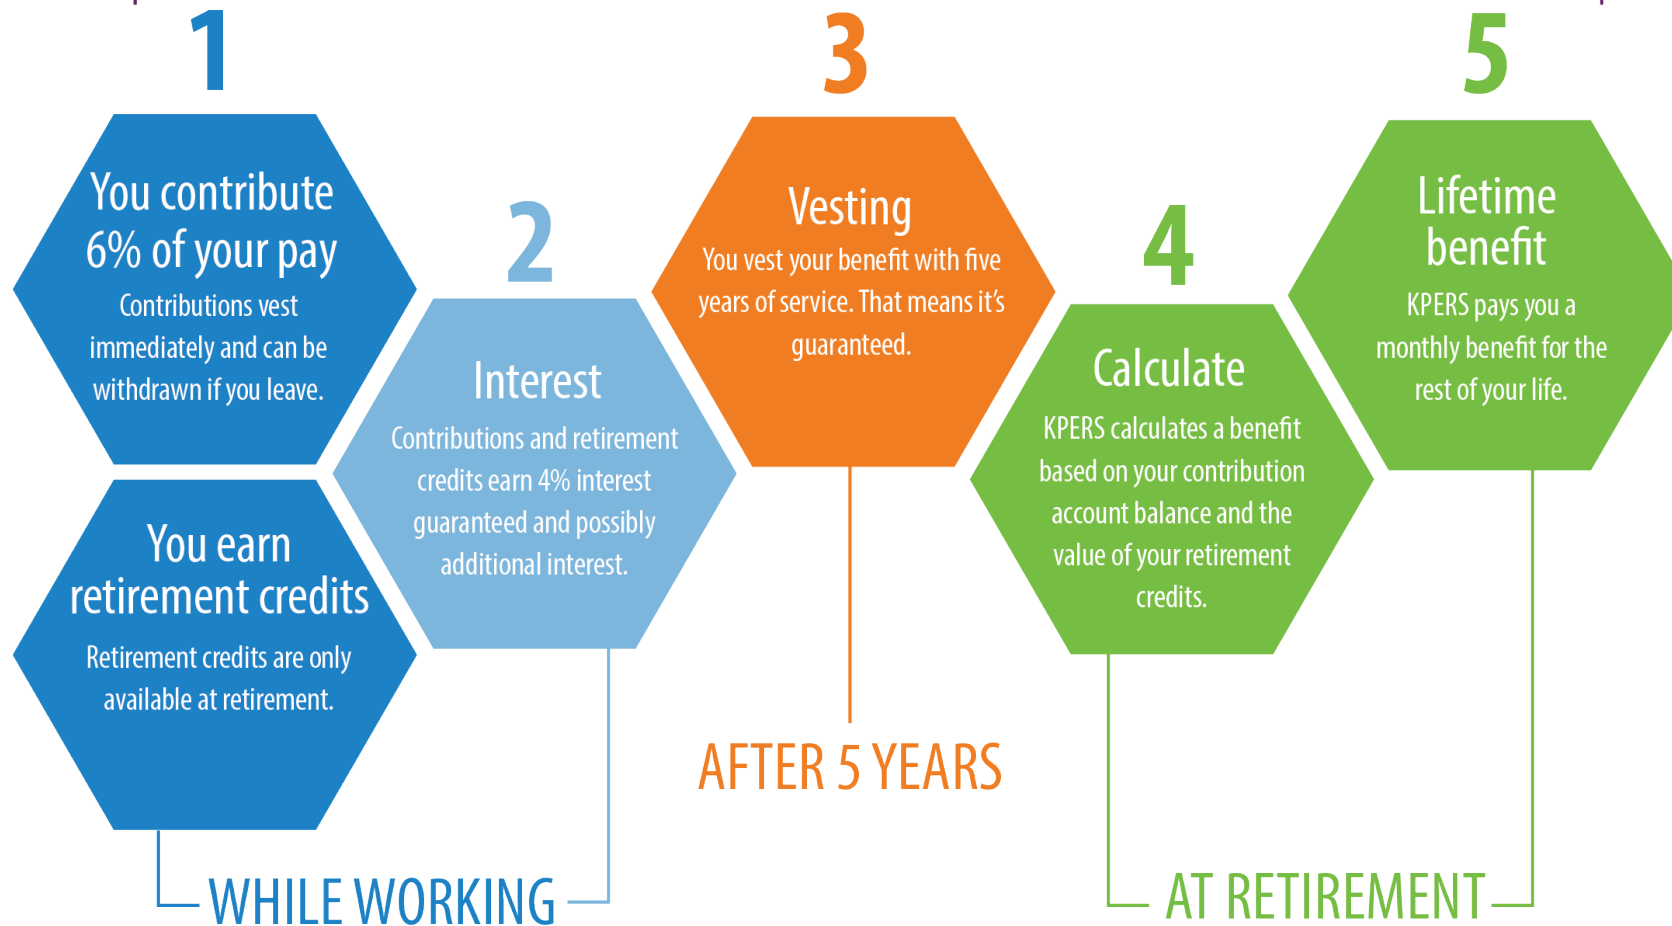 1
You contribute
6% of your pay
Contributions vest
immediately and can be
withdrawn if you leave.
You earn
retirement credits
Retirement credits are only
available at retirement.
2
Interest
Contributions and retirement
credits earn 4% interest
guaranteed and possibly
additional interest.
WHILE WORKING
3
Vesting
You vest your benefit with five
years of service. That means it's
guaranteed.
AFTER 5 YEARS
4
Calculate
KPERS calculates a benefit
based on your contribution
account balance and the
value of your retirement
credits.
5
Lifetime
benefit
KPERS pays you a
monthly benefit for the
rest of your life.
AT RETIREMENT